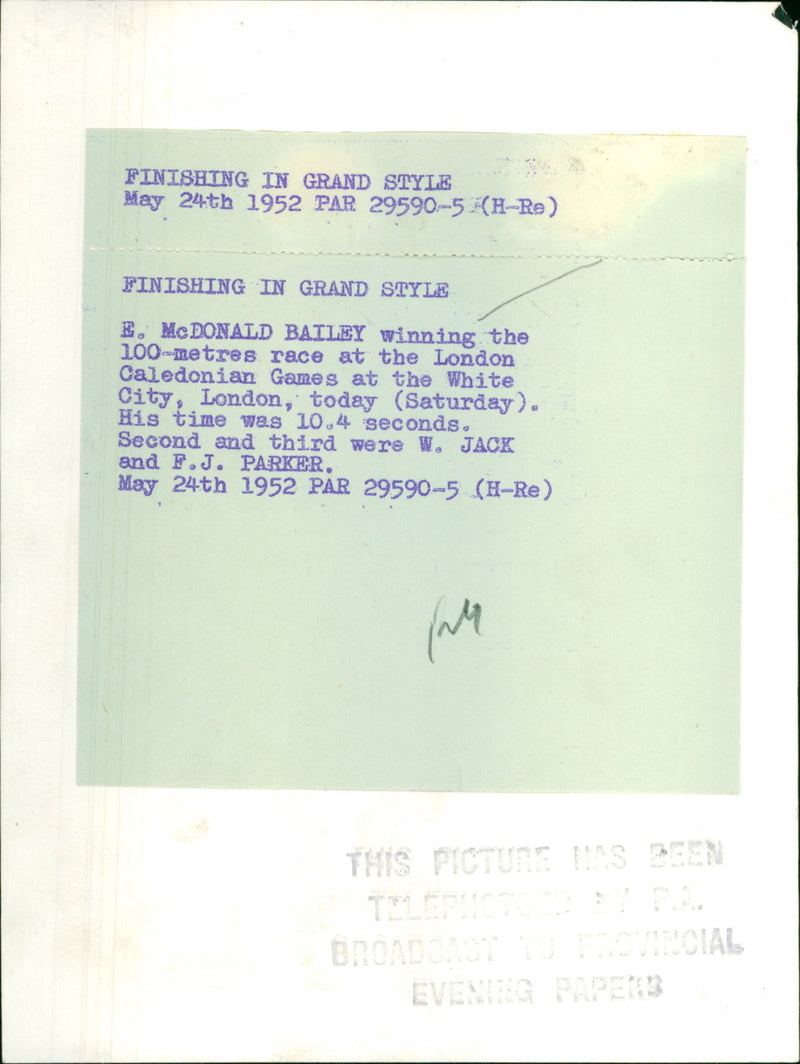 FINISHING IN GRAND STYLE
May 24th 1952 PAR 29590-5 (H-Re)
FINISHING IN GRAND STYLE
E. McDONALD BAILEY winning the
100-metres race at the London
Caledonian Games at the White
City, London, today (Saturday).
His time was 10.4 seconds.
Second and third were W. JACK
and F.J. PARKER.
May 24th 1952 PAR 29590-5 (H-Re)
THIS PICTURE HAS BEEN
TELEPHOTOED BY P.A.
BROADCAST TO PROVINCIAL
EVENING PAPERS